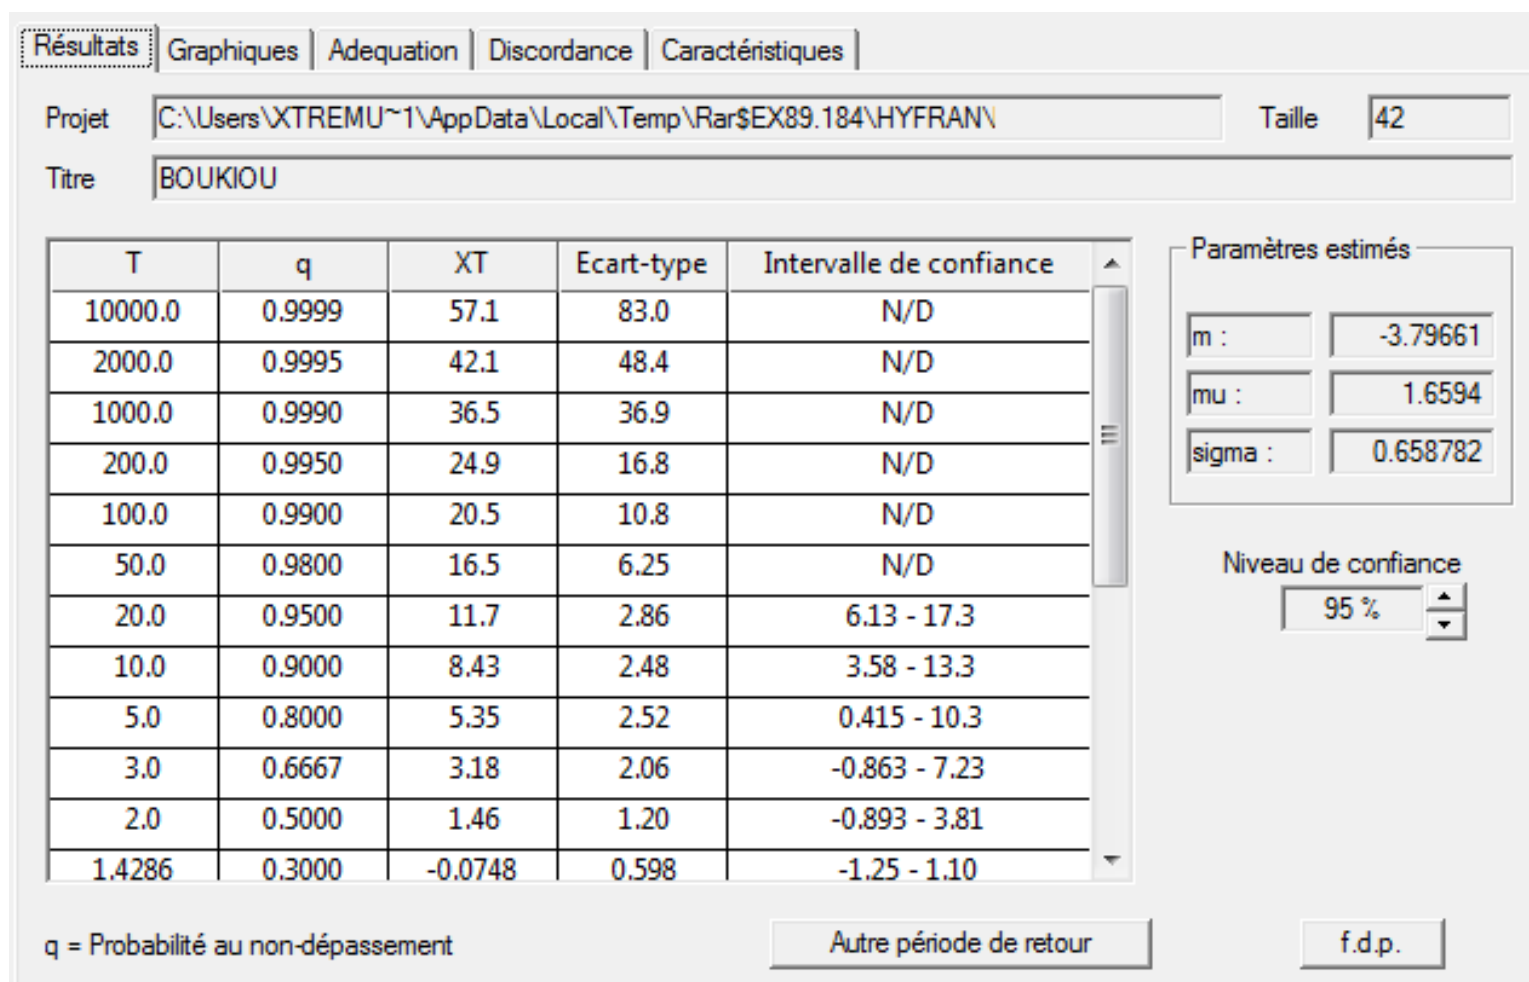 Résultats Graphiques Adequation Discordance Caractéristiques
Projet C:\Users\XTREMU~1\AppData\Local\Temp\Rar$EX89.184\HYFRAN\ Taille 42
Titre BOUKIOU
T q XT Ecart-type Intervalle de confiance
10000.0 0.9999 57.1 83.0 N/D
2000.0 0.9995 42.1 48.4 N/D
1000.0 0.9990 36.5 36.9 N/D
200.0 0.9950 24.9 16.8 N/D
100.0 0.9900 20.5 10.8 N/D
50.0 0.9800 16.5 6.25 N/D
20.0 0.9500 11.7 2.86 6.13 - 17.3
10.0 0.9000 8.43 2.48 3.58 - 13.3
5.0 0.8000 5.35 2.52 0.415 - 10.3
3.0 0.6667 3.18 2.06 -0.863 - 7.23
2.0 0.5000 1.46 1.20 -0.893 - 3.81
1.4286 0.3000 -0.0748 0.598 -1.25 - 1.10
Paramètres estimés
m : -3.79661
mu : 1.6594
sigma : 0.658782
Niveau de confiance
95 %
q = Probabilité au non-dépassement
Autre période de retour
f.d.p.